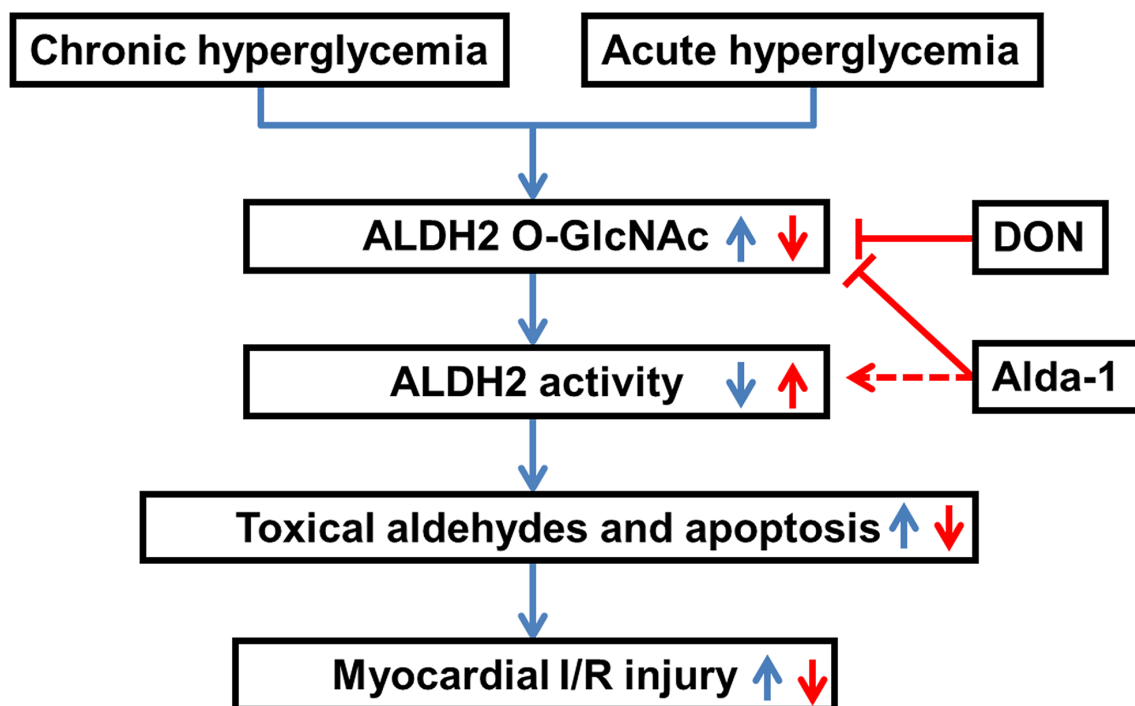 Chronic hyperglycemia
Acute hyperglycemia
ALDH2 O-GlcNAc
DON
ALDH2 activity
Alda-1
Toxical aldehydes and apoptosis
Myocardial I/R injury